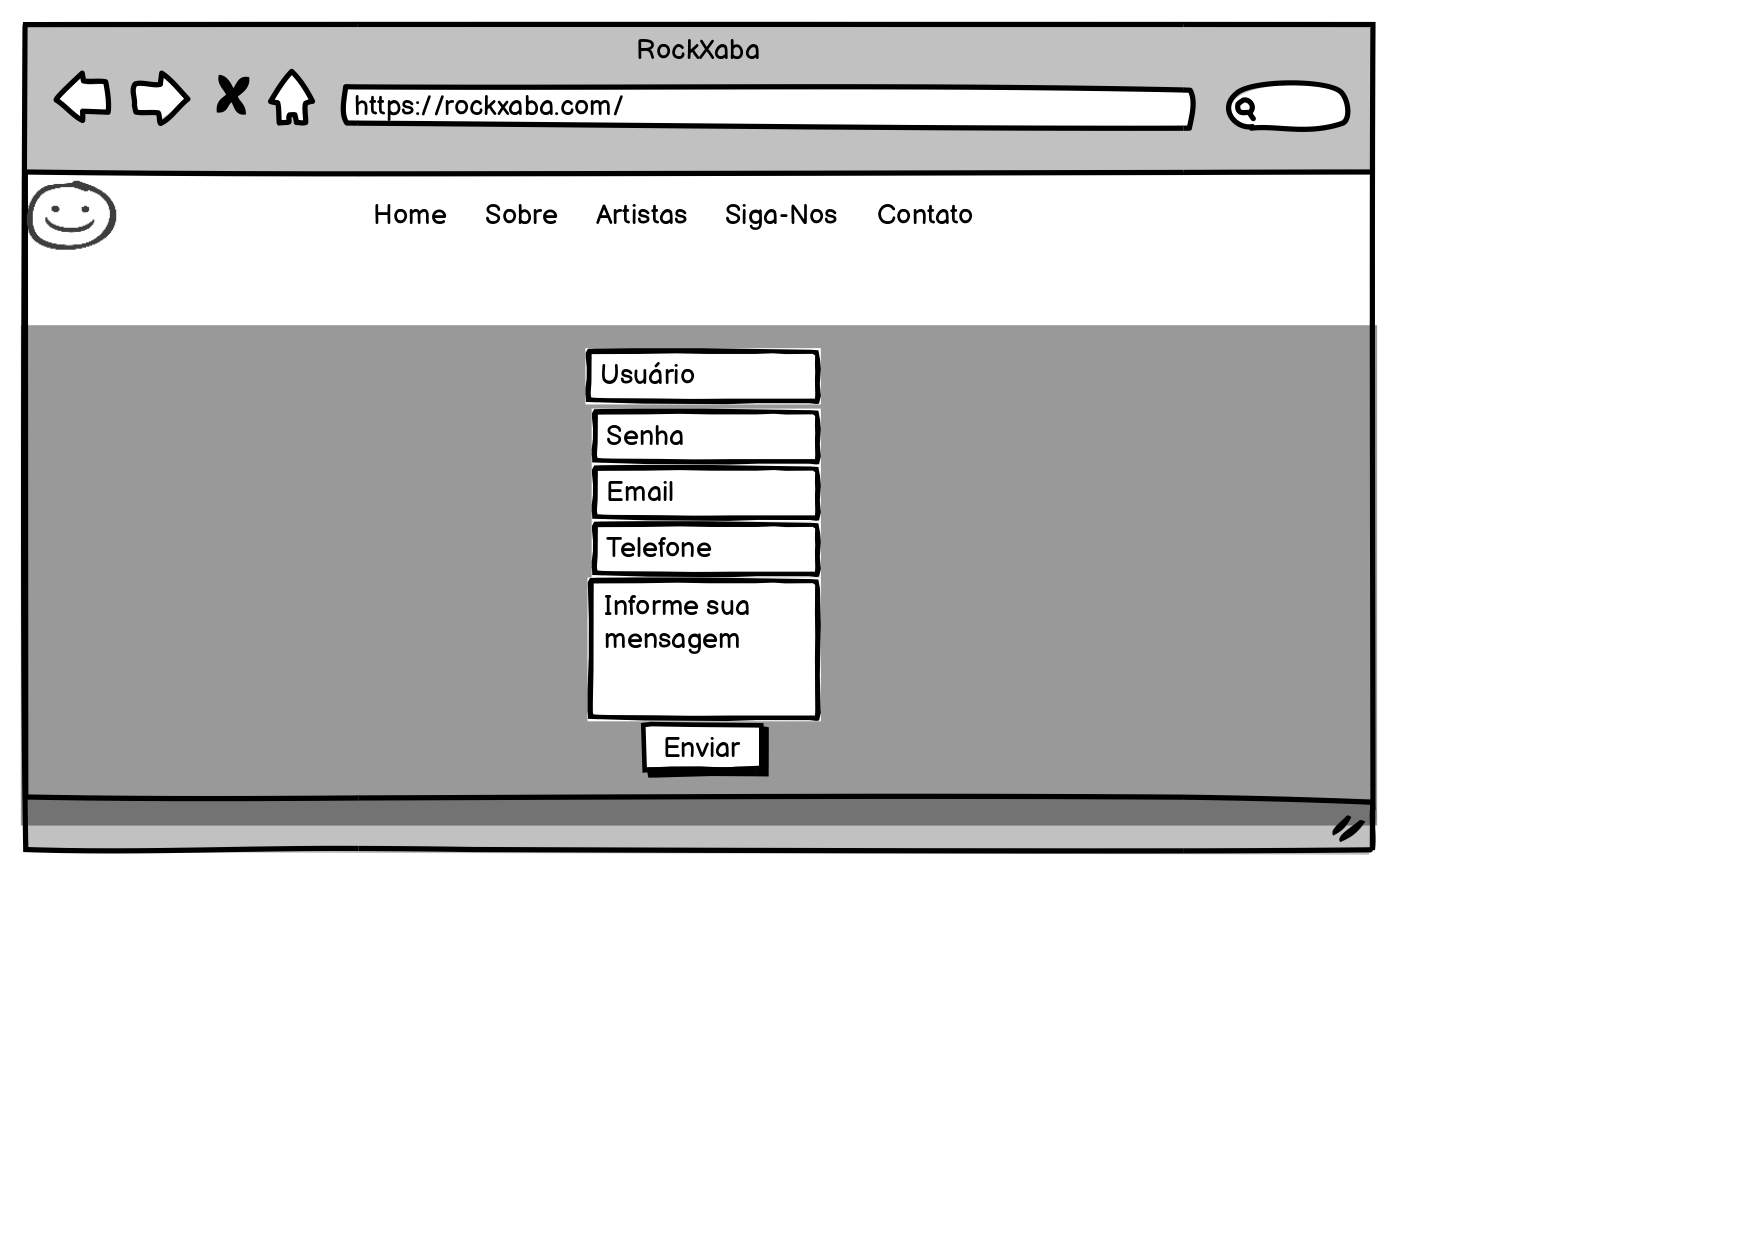 RockXaba
https://rockxaba.com/
Home Sobre Artistas Siga-Nos Contato
Usuário
Senha
Email
Telefone
Informe sua
mensagem
Enviar